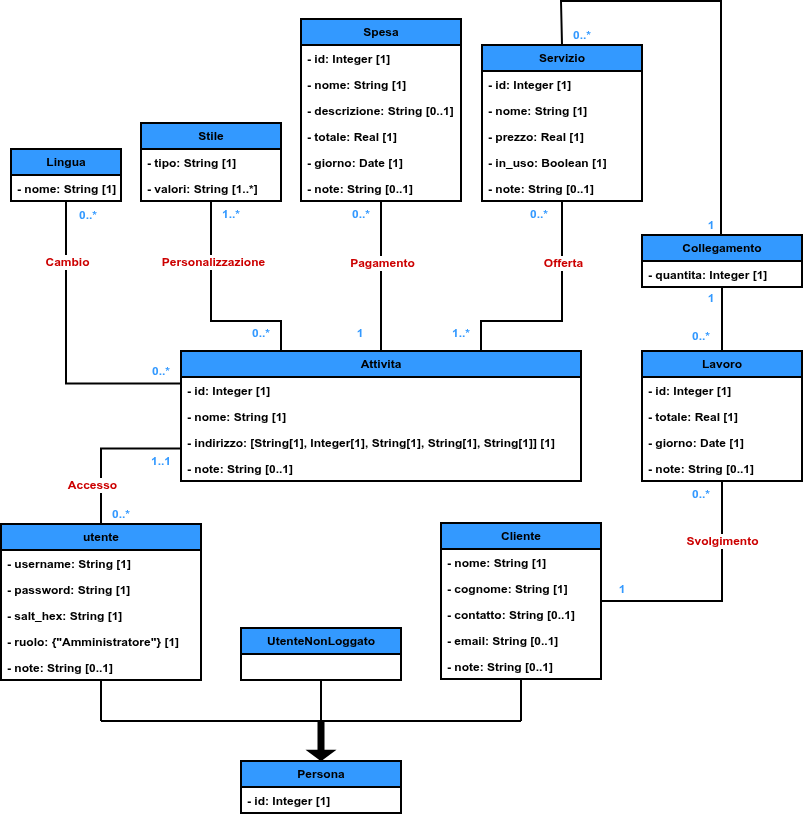 Spesa
- id: Integer [1]
- nome: String [1]
- descrizione: String [0..1]
- totale: Real [1]
- giorno: Date [1]
- note: String [0..1]
0..*
0..*
Servizio
- id: Integer [1]
- nome: String [1]
- prezzo: Real [1]
- in_uso: Boolean [1]
- note: String [0..1]
0..*
Stile
- tipo: String [1]
- valori: String [1..*]
1..*
Lingua
- nome: String [1]
0..*
1
Collegamento
- quantita: Integer [1]
1
Cambio
Personalizzazione
Pagamento
Offerta
0..*
1
1..*
0..*
0..*
Attivita
- id: Integer [1]
- nome: String [1]
- indirizzo: [String[1], Integer[1], String[1], String[1], String[1]] [1]
- note: String [0..1]
Lavoro
- id: Integer [1]
- totale: Real [1]
- giorno: Date [1]
- note: String [0..1]
1..1
Accesso
0..*
0..*
Svolgimento
1
utente
- username: String [1]
- password: String [1]
- salt_hex: String [1]
- ruolo: {"Amministratore"} [1]
- note: String [0..1]
Cliente
- nome: String [1]
- cognome: String [1]
- contatto: String [0..1]
- email: String [0..1]
- note: String [0..1]
UtenteNonLoggato
Persona
- id: Integer [1]